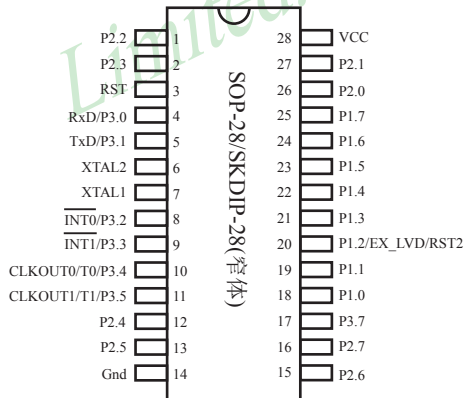 Limited.
P2.2 1 28 VCC
P2.3 2 27 P2.1
RST 3 26 P2.0
RxD/P3.0 4 25 P1.7
TxD/P3.1 5 24 P1.6
XTAL2 6 23 P1.5
XTAL1 7 22 P1.4
INT0/P3.2 8 21 P1.3
INT1/P3.3 9 20 P1.2/EX_LVD/RST2
CLKOUT0/T0/P3.4 10 19 P1.1
CLKOUT1/T1/P3.5 11 18 P1.0
P2.4 12 17 P3.7
P2.5 13 16 P2.7
Gnd 14 15 P2.6
SOP-28/SKDIP-28(窄体)